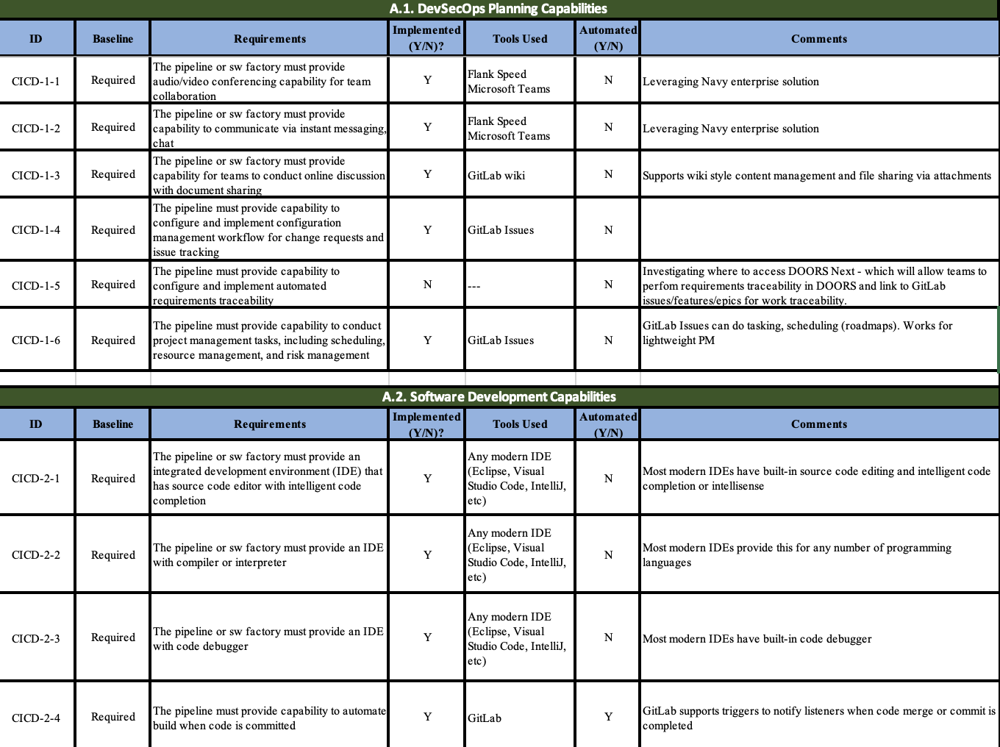 A.1. DevSecOps Planning Capabilities
ID Baseline Requirements Implemented (Y/N)? Tools Used Automated (Y/N) Comments
CICD-1-1 Required
The pipeline or sw factory must provide
audio/video conferencing capability for team
collaboration
Y
Flank Speed
Microsoft Teams
N
Leveraging Navy enterprise solution
CICD-1-2 Required
The pipeline or sw factory must provide
capability to communicate via instant messaging,
chat
Y
Flank Speed
Microsoft Teams
N
Leveraging Navy enterprise solution
CICD-1-3 Required
The pipeline or sw factory must provide
capability for teams to conduct online discussion
with document sharing
Y
GitLab wiki
N
Supports wiki style content management and file sharing via attachments
CICD-1-4 Required
The pipeline must provide capability to
configure and implement configuration
management workflow for change requests and
issue tracking
Y
GitLab Issues
N
CICD-1-5 Required
The pipeline must provide capability to
configure and implement automated
requirements traceability
N
---
N
Investigating where to access DOORS Next - which will allow teams to
perfom requirements traceability in DOORS and link to GitLab
issues/features/epics for work traceability.
CICD-1-6 Required
The pipeline must provide capability to conduct
project management tasks, including scheduling,
resource management, and risk management
Y
GitLab Issues
N
GitLab Issues can do tasking, scheduling (roadmaps). Works for
lightweight PM
A.2. Software Development Capabilities
ID Baseline Requirements Implemented (Y/N)? Tools Used Automated (Y/N) Comments
CICD-2-1 Required
The pipeline or sw factory must provide an
integrated development environment (IDE) that
has source code editor with intelligent code
completion
Y
Any modern IDE
(Eclipse, Visual
Studio Code, IntelliJ,
etc)
N
Most modern IDEs have built-in source code editing and intelligent code
completion or intellisense
CICD-2-2 Required
The pipeline or sw factory must provide an IDE
with compiler or interpreter
Y
Any modern IDE
(Eclipse, Visual
Studio Code, IntelliJ,
etc)
N
Most modern IDEs provide this for any number of programming
languages
CICD-2-3 Required
The pipeline or sw factory must provide an IDE
with code debugger
Y
Any modern IDE
(Eclipse, Visual
Studio Code, IntelliJ,
etc)
N
Most modern IDEs have built-in code debugger
CICD-2-4 Required
The pipeline must provide capability to automate
build when code is committed
Y
GitLab
Y
GitLab supports triggers to notify listeners when code merge or commit is
completed